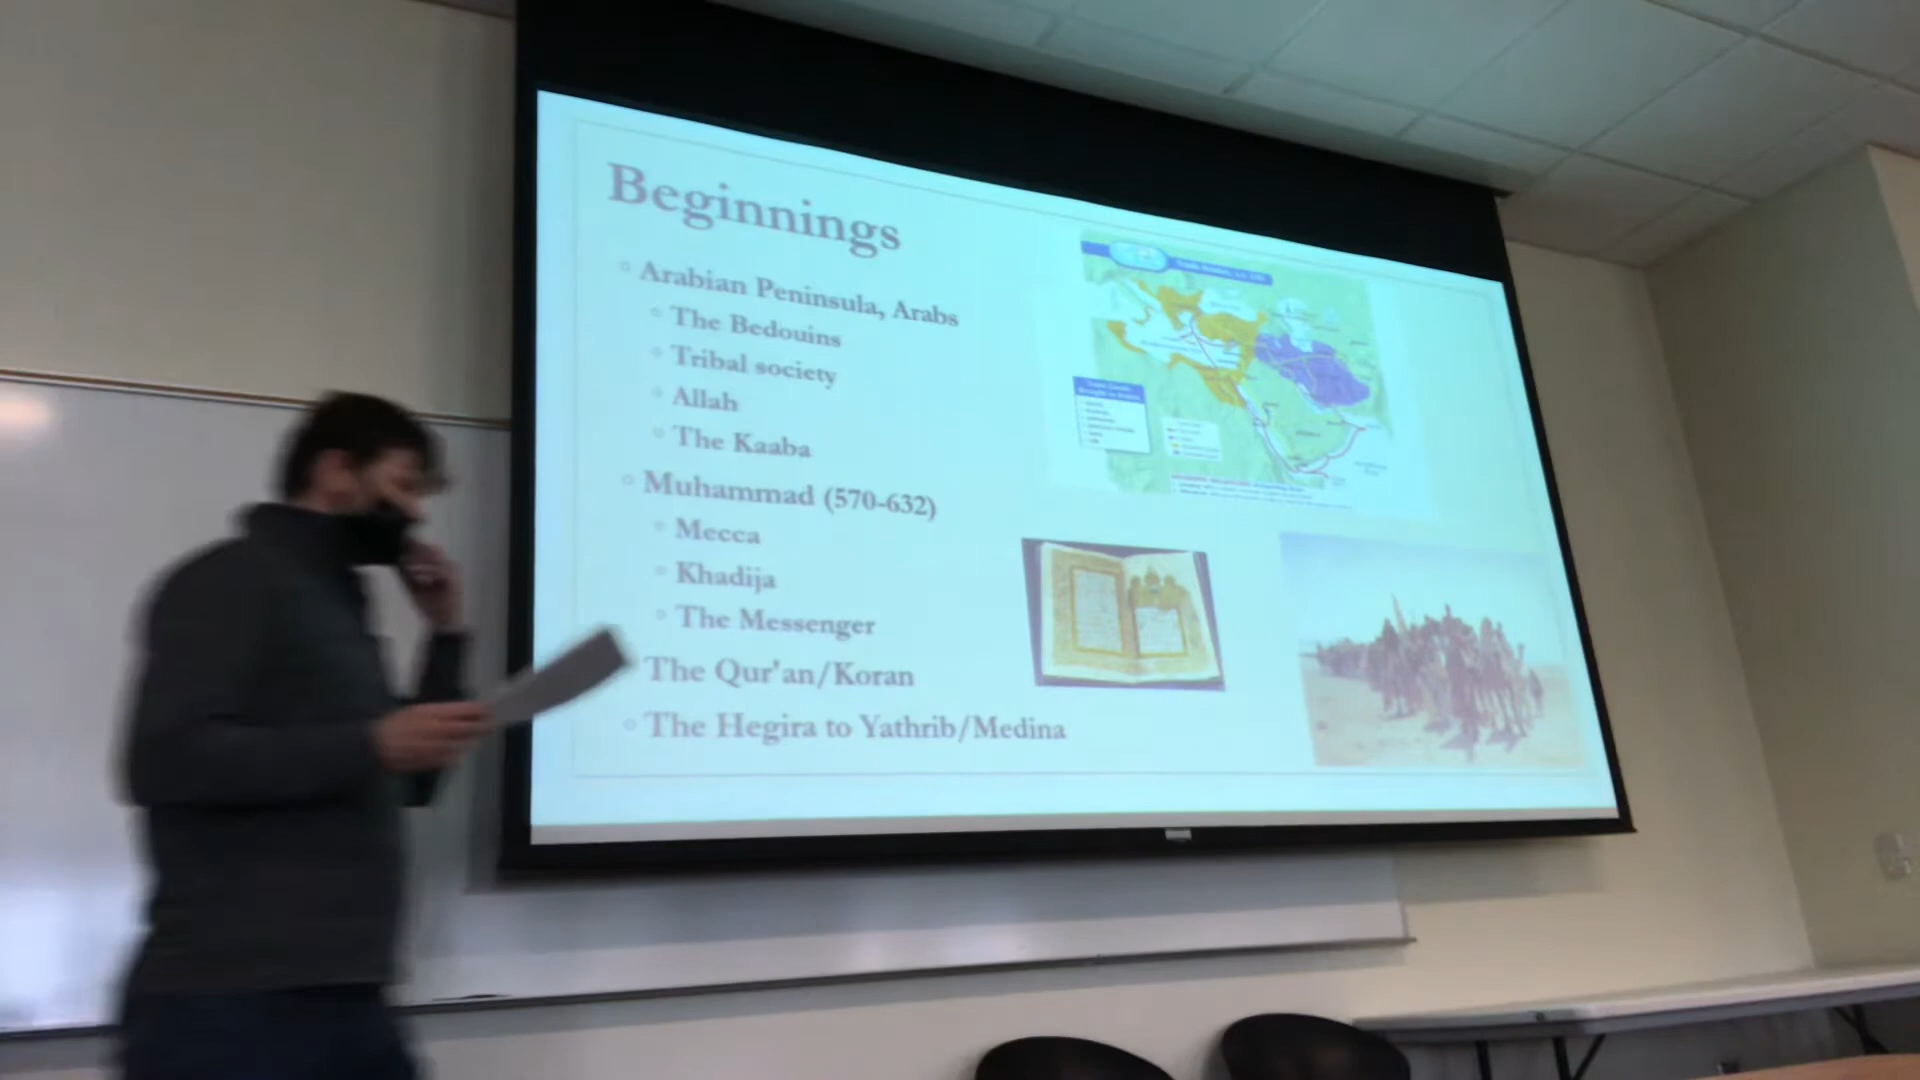 Beginnings
Arabian Peninsula, Arabs
The Bedouins
Tribal society
Allah
The Kaaba
Muhammad (570-632)
Mecca
Khadija
The Messenger
The Qur'an/Koran
The Hegira to Yathrib/Medina